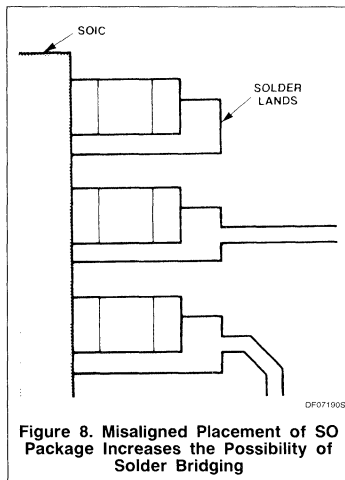 SOIC
SOLDER
LANDS
DF07190S
Figure 8. Misaligned Placement of SO
Package Increases the Possibility of
Solder Bridging